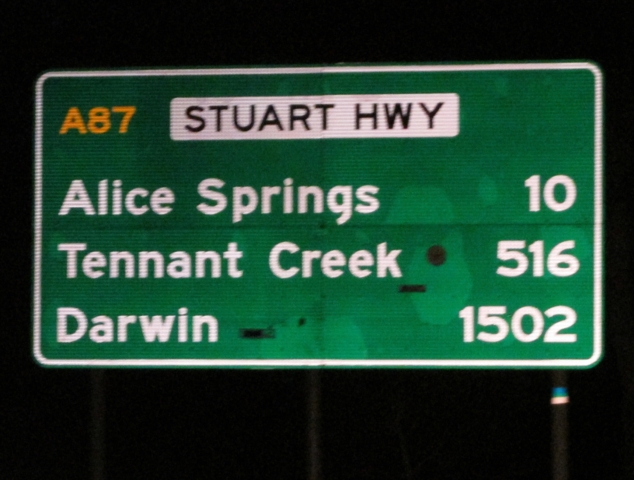 A87 STUART HWY
Alice Springs 10
Tennant Creek 516
Darwin 1502